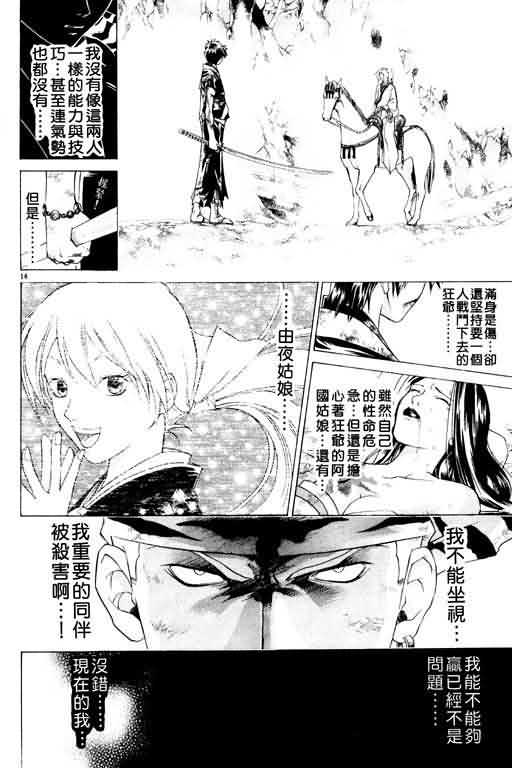 我沒有像這兩人
一樣的能力與技
巧…甚至連氣勢
也都沒有……
握緊!
但是………
14
滿身是傷…卻
還堅持要一個
人戰鬥下去的
狂爺………
雖然自己
的性命危
急…但還是擔
心著狂爺的阿
國姑娘…還有…
……由夜姑娘………
我不能坐視…
我重要的同伴
被殺害啊……!
我能不能夠
贏已經不是
問題……
沒錯……
現在的我…